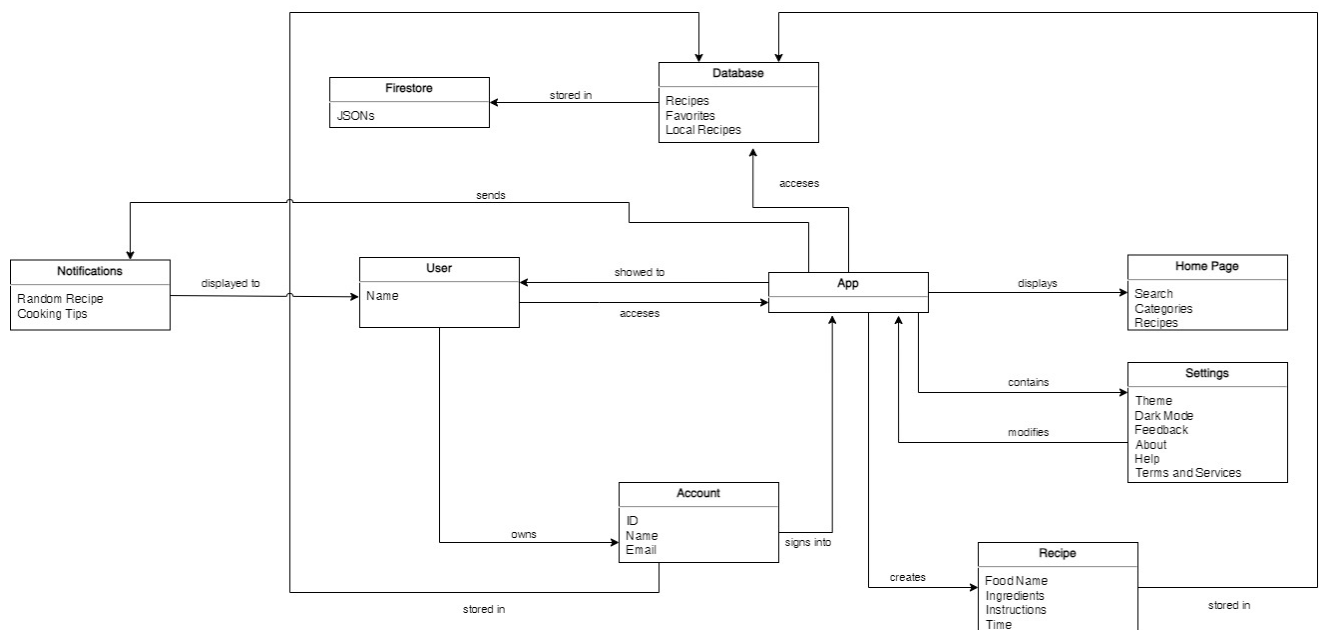 Database
Recipes
Favorites
Local Recipes
Firestore
JSONs
stored in
acceses
sends
Notifications
Random Recipe
Cooking Tips
displayed to
User
Name
showed to
acceses
App
displays
Home Page
Search
Categories
Recipes
contains
modifies
Settings
Theme
Dark Mode
Feedback
About
Help
Terms and Services
owns
Account
ID
Name
Email
signs into
stored in
creates
Recipe
Food Name
Ingredients
Instructions
Time
stored in